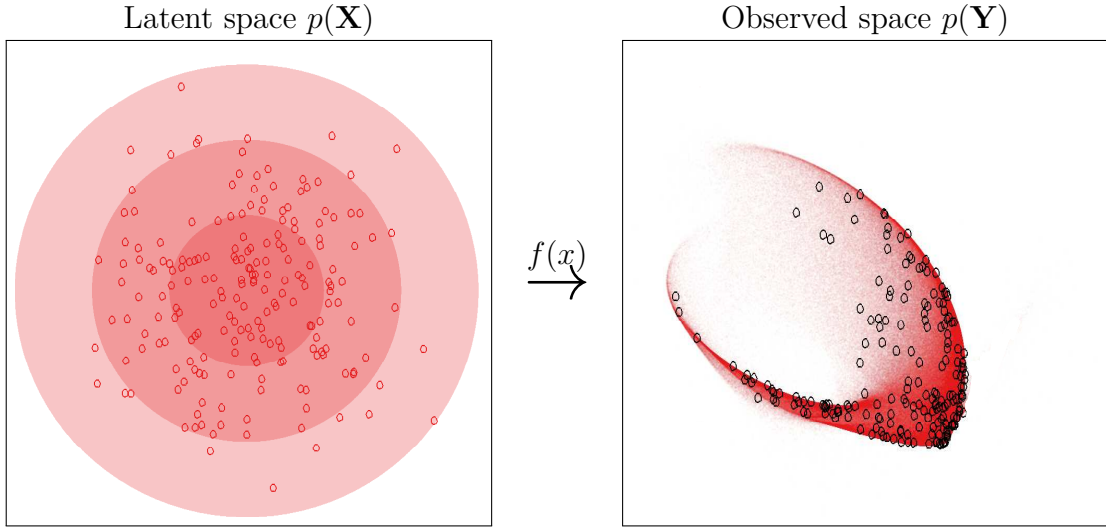 Latent space p(X)
Observed space p(Y)
f(x)